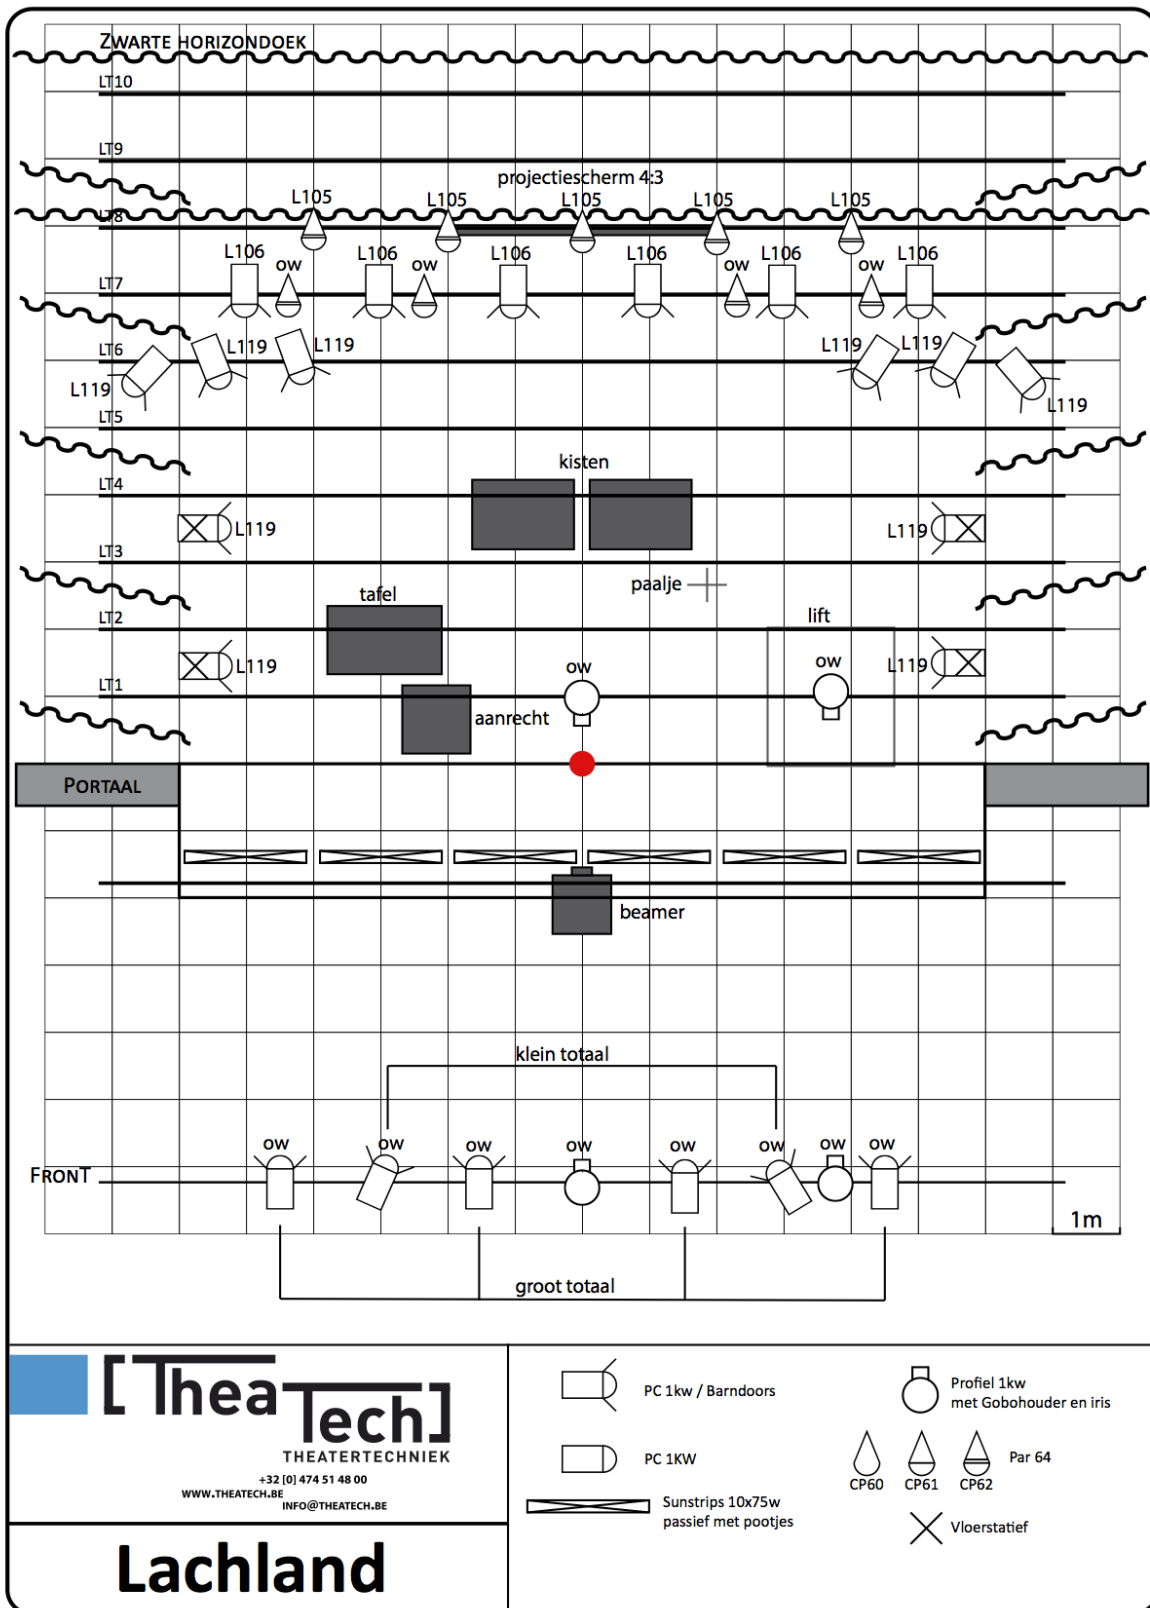 ZWARTE HORIZONDOEK
LT10
LT9
projectiescherm 4:3
L105
L105 L105 L105 L105
LT8
L106 L106 L106 L106 L106 L106
ow ow ow ow
LT7
LT6
L119 L119 L119 L119
L119 L119
LT5
kisten
LT4
L119 L119
LT3
paalje
tafel
LT2 lift
L119 ow ow L119
LT1
aanrecht
PORTAAL
beamer
klein totaal
ow ow ow ow ow ow ow ow
FRONT
1m
groot totaal
[TheaTech]
THEATERTECHNIEK
+32 [0] 474 51 48 00
WWW.THEATECH.BE
INFO@THEATECH.BE
Lachland
PC 1kw / Barndoors
PC 1KW
Sunstrips 10x75w
passief met pootjes
Profiel 1kw
met Gobohouder en iris
CP60 CP61 CP62
Par 64
Vloerstatief